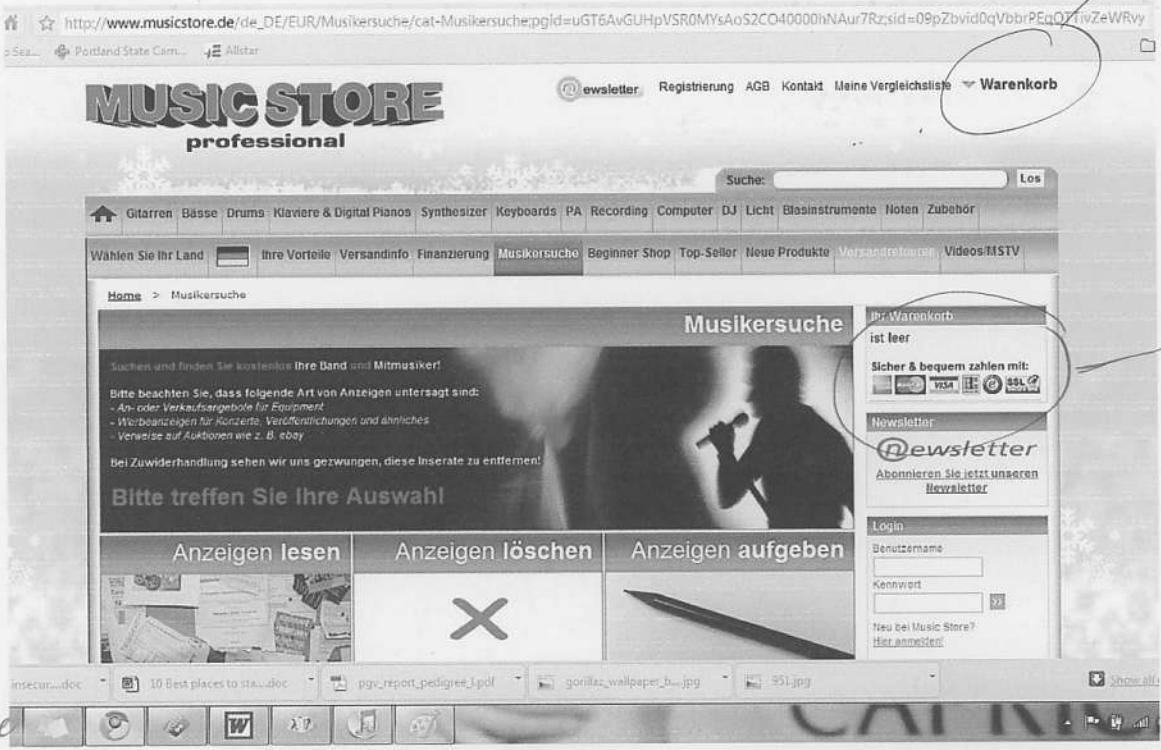 http://www.musicstore.de/de_DE/EUR/Musikersuche/cat-Musikersuche;pgid=uGT6AvGUHpVSR0MYsAoS2CO40000hNAur7Rz;sid=09pZbvid0qVbbrPEqOTTivZeWRvy
Portland State Cam... Allstar
MUSIC STORE
professional
@ewsletter Registrierung AGB Kontakt Meine Vergleichsliste Warenkorb
Suche: Los
Gitarren Bässe Drums Klaviere & Digital Pianos Synthesizer Keyboards PA Recording Computer DJ Licht Blasinstrumente Noten Zubehör
Wählen Sie Ihr Land Ihre Vorteile Versandinfo Finanzierung Musikersuche Beginner Shop Top-Seller Neue Produkte Versandretouren Videos/MSTV
Home > Musikersuche
Musikersuche
Suchen und finden Sie kostenlos Ihre Band und Mitmusiker!
Bitte beachten Sie, dass folgende Art von Anzeigen untersagt sind:
- An- oder Verkaufsangebote für Equipment
- Werbeanzeigen für Konzerte, Veröffentlichungen und ähnliches
- Verweise auf Auktionen wie z. B. ebay
Bei Zuwiderhandlung sehen wir uns gezwungen, diese Inserate zu entfernen!
Bitte treffen Sie Ihre Auswahl
Anzeigen lesen
Anzeigen löschen
Anzeigen aufgeben
Ihr Warenkorb
ist leer
Sicher & bequem zahlen mit:
VISA SSL
Newsletter
@ewsletter
Abonnieren Sie jetzt unseren
Newsletter
Login
Benutzername
Kennwort
Neu bei Music Store?
Hier anmelden!
insecur....doc 10 Best places to sta....doc pgv_report_pedigree_l.pdf gorillaz_wallpaper_b....jpg 951.jpg Show all
W